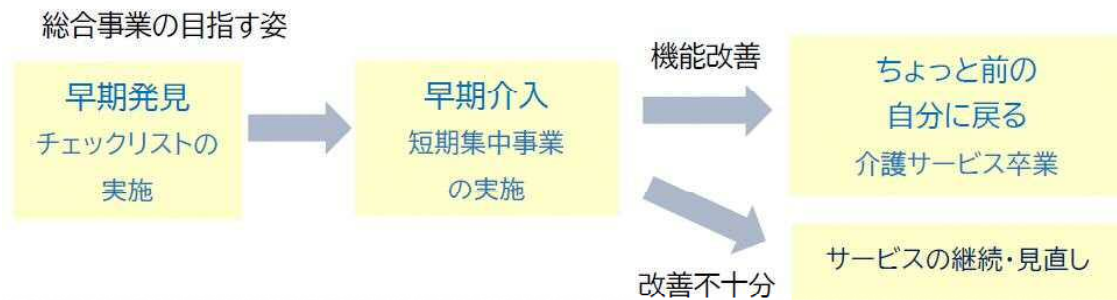 総合事業の目指す姿
早期発見
チェックリストの
実施
早期介入
短期集中事業
の実施
機能改善
ちょっと前の
自分に戻る
介護サービス卒業
改善不十分
サービスの継続・見直し